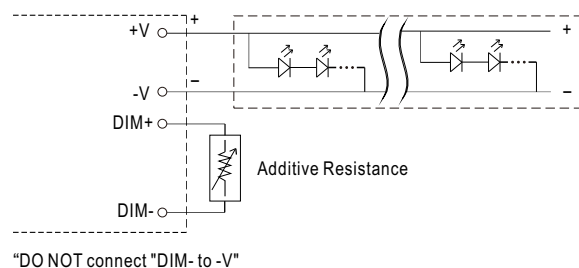 +V
+
+
-V
−
−
DIM+
Additive Resistance
DIM-
“DO NOT connect "DIM- to -V"